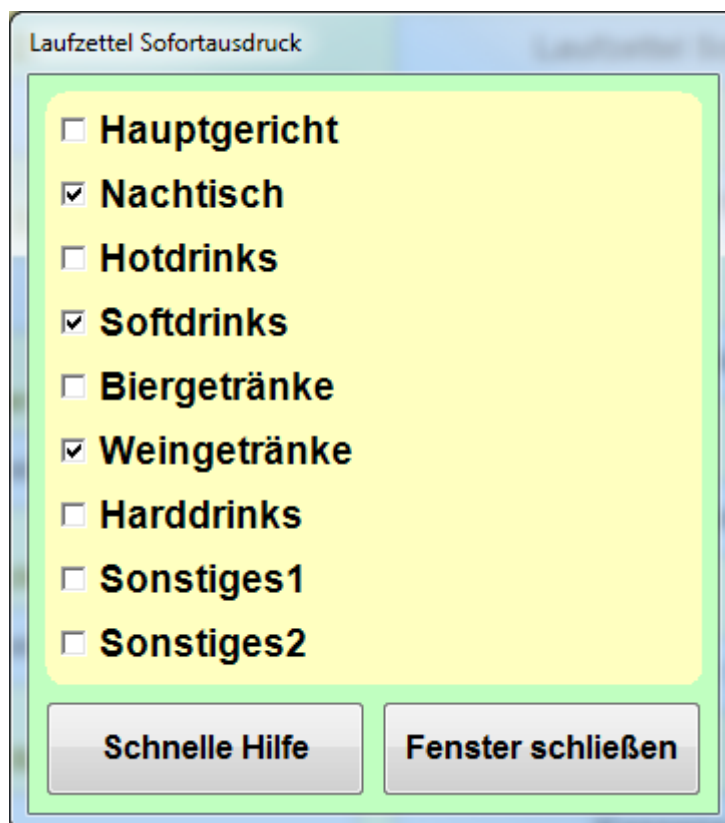 Laufzettel Sofortausdruck
Hauptgericht
Nachtisch
Hotdrinks
Softdrinks
Biergetränke
Weingetränke
Harddrinks
Sonstiges1
Sonstiges2
Schnelle Hilfe
Fenster schließen